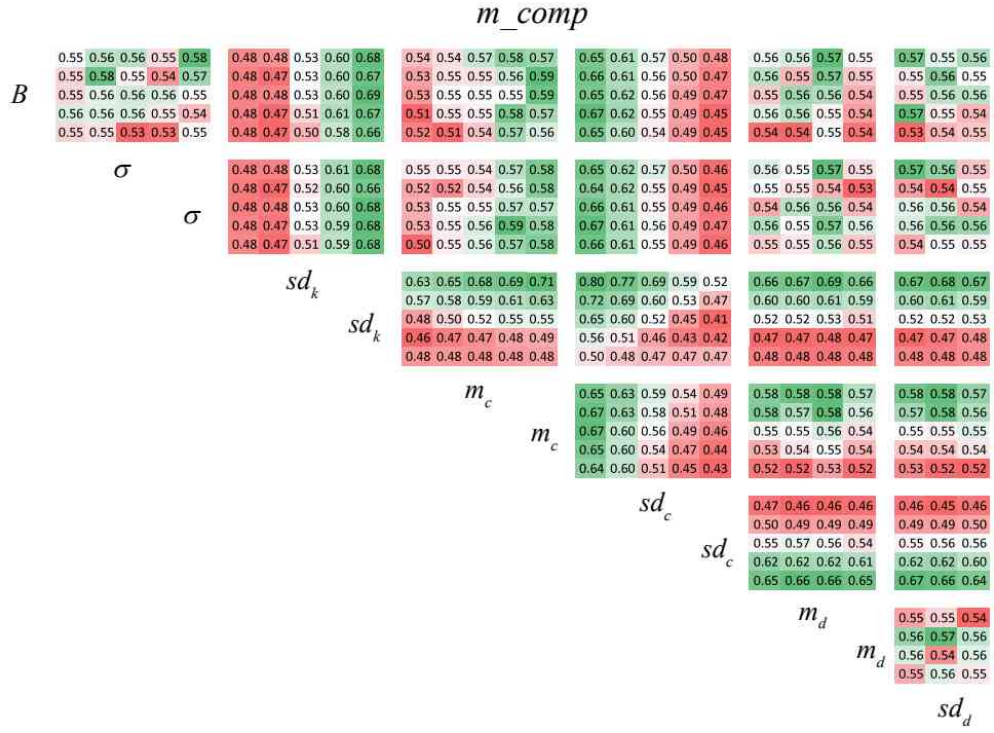 m_comp
0.55 0.56 0.56 0.55 0.58 0.48 0.48 0.53 0.60 0.68 0.54 0.54 0.57 0.58 0.57 0.65 0.61 0.57 0.50 0.48 0.56 0.56 0.57 0.55 0.57 0.55 0.56
0.55 0.58 0.55 0.54 0.57 0.48 0.47 0.53 0.60 0.67 0.53 0.55 0.55 0.56 0.59 0.66 0.61 0.56 0.50 0.47 0.56 0.55 0.57 0.55 0.55 0.56 0.55
B 0.55 0.56 0.56 0.56 0.55 0.48 0.48 0.53 0.60 0.69 0.53 0.55 0.55 0.55 0.59 0.65 0.62 0.56 0.49 0.47 0.55 0.56 0.56 0.54 0.55 0.56 0.56
0.56 0.56 0.56 0.55 0.54 0.48 0.47 0.51 0.61 0.67 0.51 0.55 0.55 0.58 0.57 0.67 0.62 0.55 0.49 0.45 0.56 0.56 0.55 0.54 0.57 0.55 0.54
0.55 0.55 0.53 0.53 0.55 0.48 0.47 0.50 0.58 0.66 0.52 0.51 0.54 0.57 0.56 0.65 0.60 0.54 0.49 0.45 0.54 0.54 0.55 0.54 0.53 0.54 0.55
σ
0.48 0.48 0.53 0.61 0.68 0.55 0.55 0.54 0.57 0.58 0.65 0.62 0.57 0.50 0.46 0.56 0.55 0.57 0.55 0.57 0.56 0.55
0.48 0.47 0.52 0.60 0.66 0.52 0.52 0.54 0.56 0.58 0.64 0.62 0.55 0.49 0.45 0.55 0.55 0.54 0.53 0.54 0.54 0.55
σ 0.48 0.48 0.53 0.60 0.68 0.53 0.55 0.55 0.57 0.57 0.67 0.61 0.55 0.49 0.46 0.54 0.56 0.56 0.54 0.56 0.56 0.54
0.48 0.47 0.53 0.59 0.68 0.53 0.55 0.56 0.59 0.58 0.67 0.61 0.56 0.49 0.46 0.56 0.55 0.57 0.56 0.55 0.56 0.56
0.48 0.47 0.51 0.59 0.68 0.50 0.55 0.56 0.57 0.58 0.66 0.61 0.55 0.49 0.46 0.55 0.55 0.56 0.55 0.54 0.55 0.55
sd_k
0.63 0.65 0.68 0.69 0.71 0.80 0.77 0.69 0.59 0.52 0.66 0.67 0.69 0.66 0.67 0.68 0.67
0.57 0.58 0.59 0.61 0.63 0.72 0.69 0.60 0.53 0.47 0.60 0.60 0.61 0.59 0.60 0.61 0.59
sd_k 0.48 0.50 0.52 0.55 0.55 0.65 0.60 0.52 0.45 0.41 0.52 0.52 0.53 0.51 0.52 0.52 0.53
0.46 0.47 0.47 0.48 0.49 0.56 0.51 0.46 0.43 0.42 0.47 0.47 0.48 0.47 0.47 0.47 0.48
0.48 0.48 0.48 0.48 0.48 0.50 0.48 0.47 0.47 0.47 0.48 0.48 0.48 0.48 0.48 0.48 0.48
m_c
0.65 0.63 0.59 0.54 0.49 0.58 0.58 0.58 0.57 0.58 0.58 0.57
0.67 0.63 0.58 0.51 0.48 0.58 0.57 0.58 0.56 0.57 0.58 0.56
m_c 0.67 0.60 0.56 0.49 0.46 0.55 0.55 0.56 0.54 0.55 0.55 0.55
0.65 0.60 0.54 0.47 0.44 0.53 0.54 0.55 0.54 0.54 0.54 0.54
0.64 0.60 0.51 0.45 0.43 0.52 0.52 0.53 0.52 0.53 0.52 0.52
sd_c
0.47 0.46 0.46 0.46 0.46 0.45 0.46
0.50 0.49 0.49 0.49 0.49 0.49 0.50
sd_c 0.55 0.57 0.56 0.54 0.55 0.56 0.56
0.62 0.62 0.62 0.61 0.62 0.62 0.60
0.65 0.66 0.66 0.65 0.67 0.66 0.64
m_d
0.55 0.55 0.54
0.56 0.57 0.56
m_d 0.56 0.54 0.56
0.55 0.56 0.55
sd_d